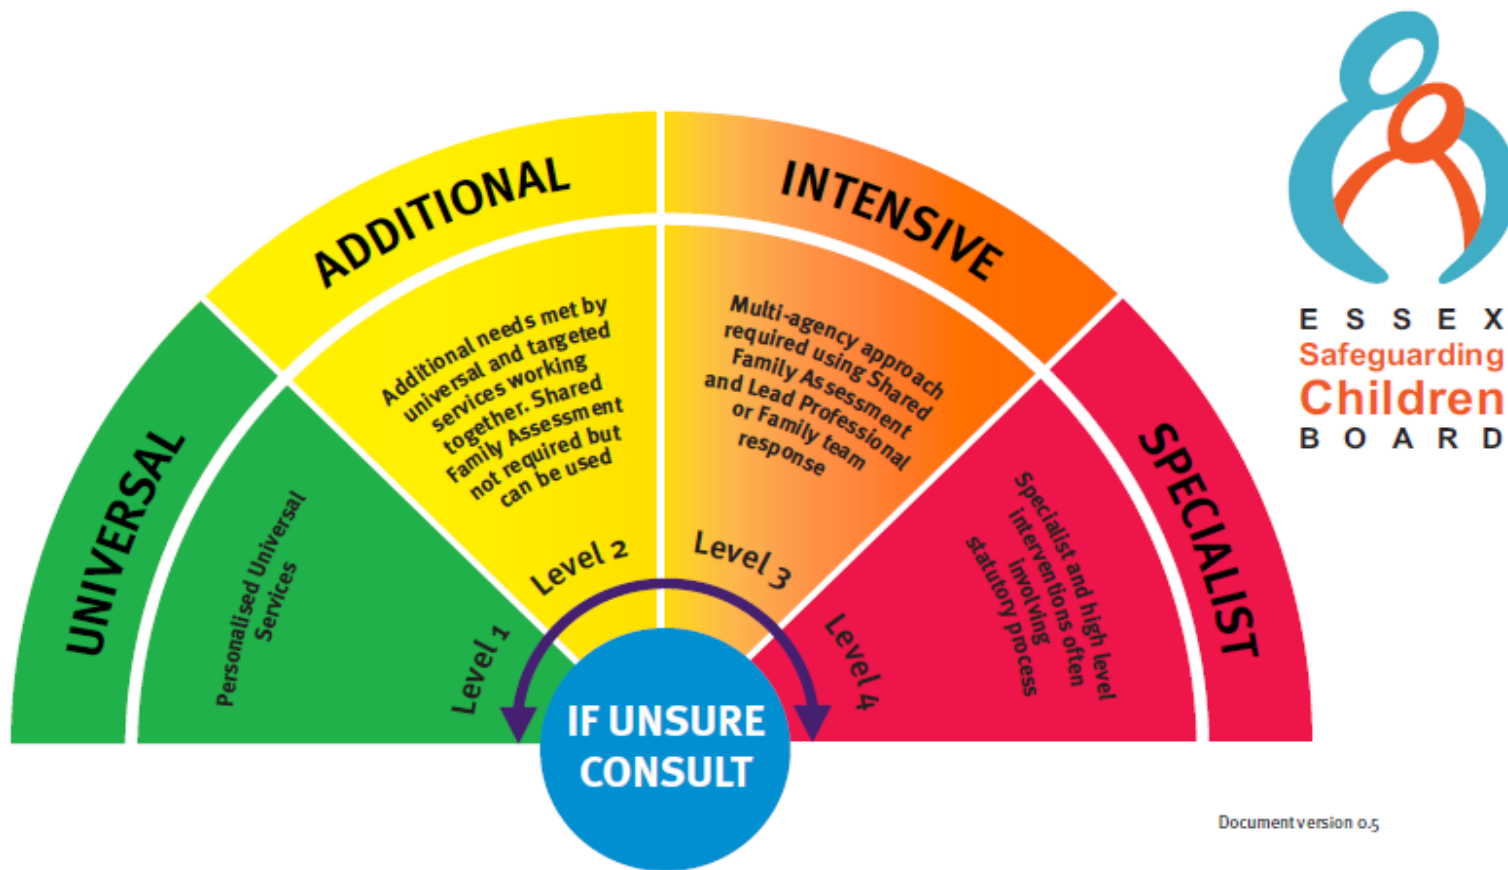 UNIVERSAL
Personalised Universal
Services
Level 1
ADDITIONAL
Additional needs met by
universal and targeted
services working
together. Shared
Family Assessment
not required but
can be used
Level 2
INTENSIVE
Multi-agency approach
required using Shared
Family Assessment
and Lead Professional
or Family team
response
Level 3
SPECIALIST
Specialist and high level
interventions often
involving
statutory process
Level 4
IF UNSURE
CONSULT
ESSEX
Safeguarding
Children
BOARD
Document version 0.5